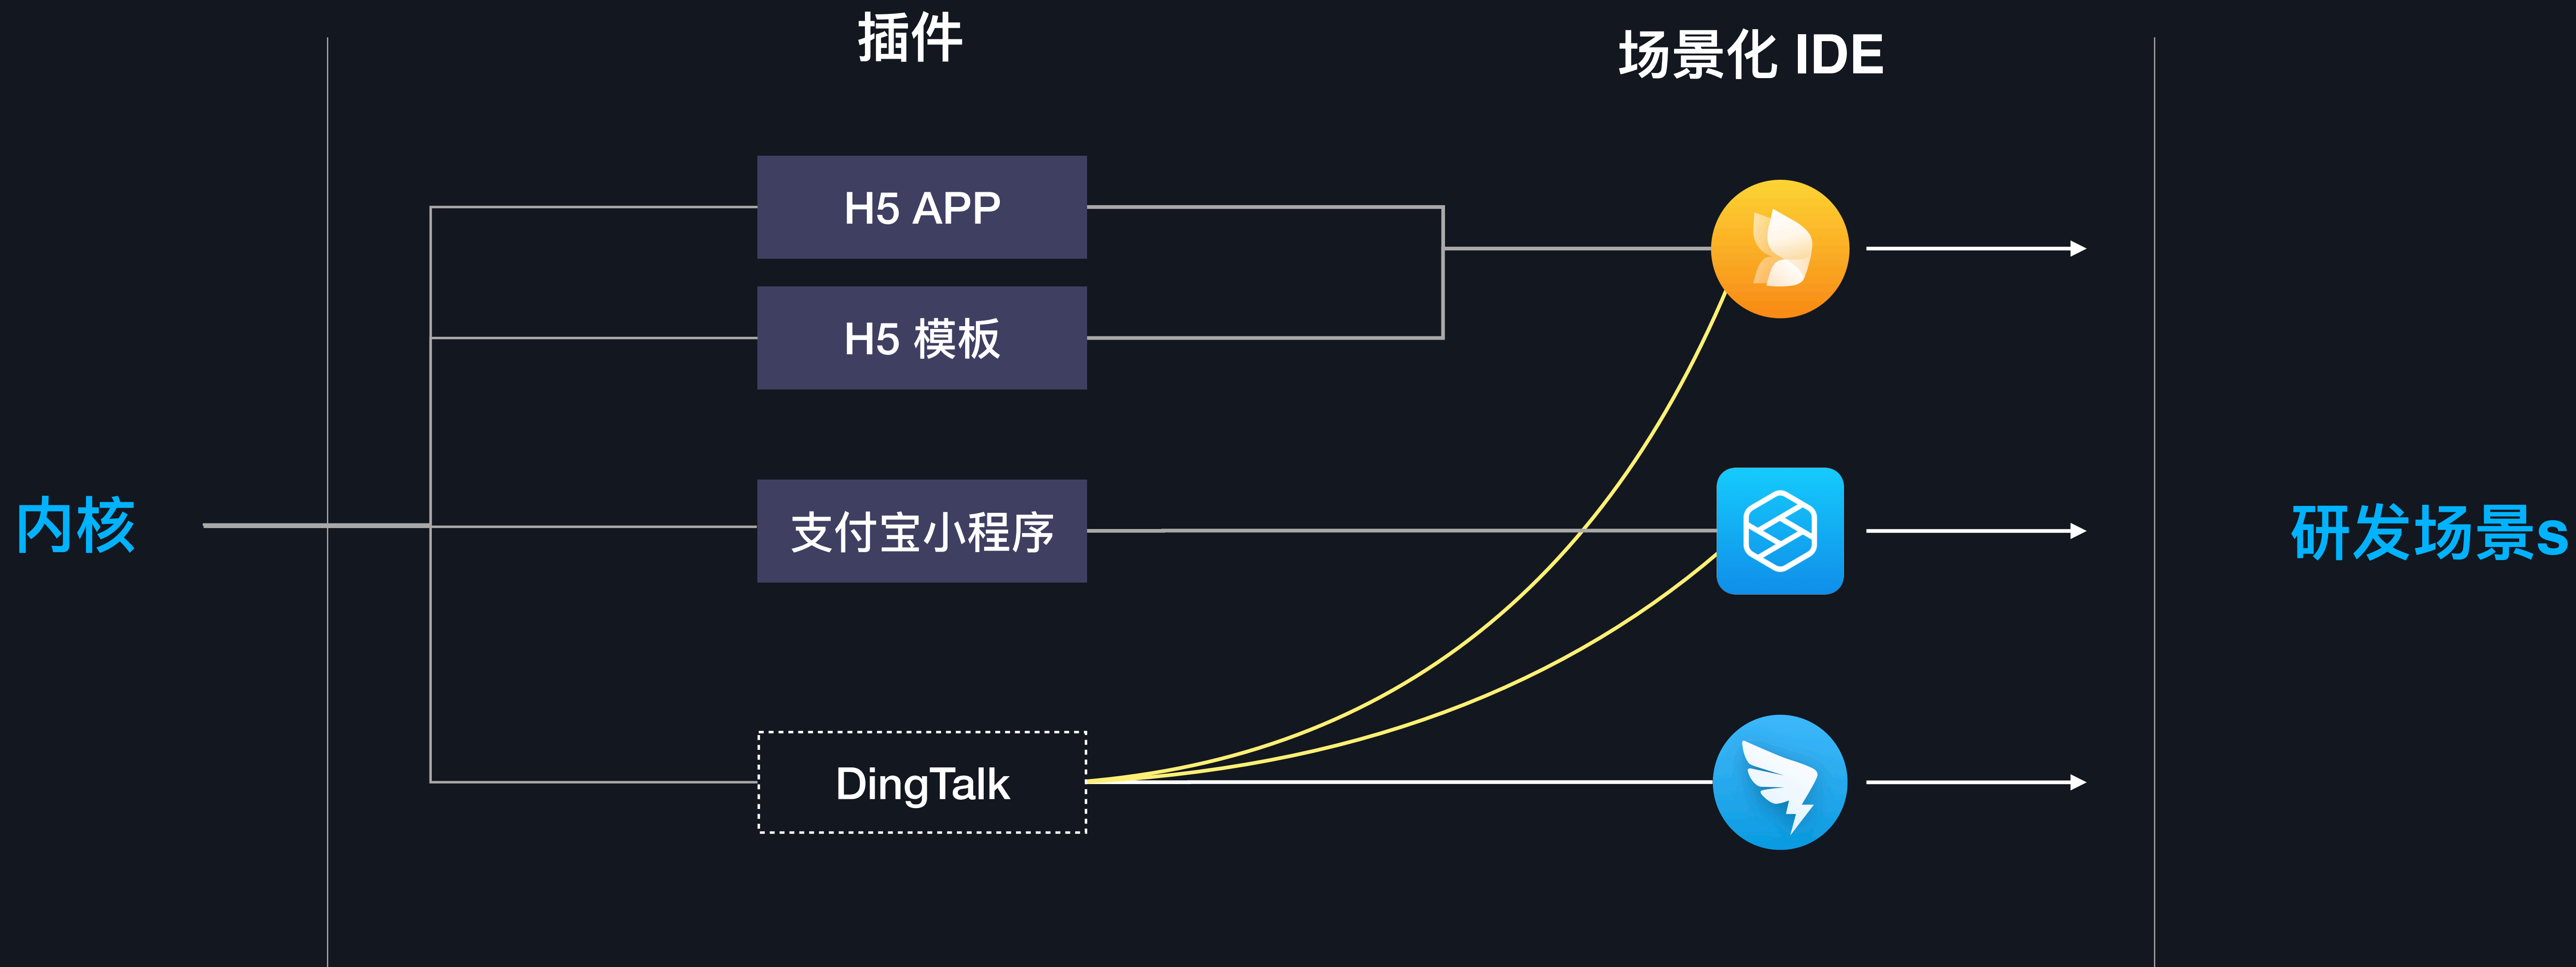 插件
场景化 IDE
H5 APP
H5 模板
内核
支付宝小程序
研发场景s
DingTalk